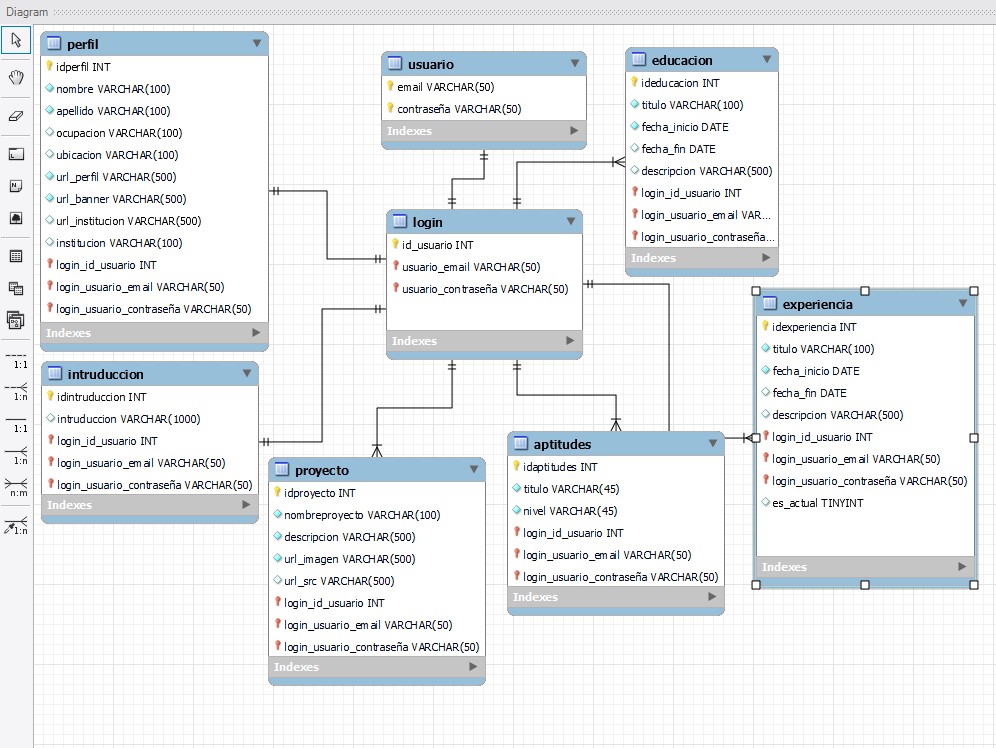 Diagram
perfil
idperfil INT
nombre VARCHAR(100)
apellido VARCHAR(100)
ocupacion VARCHAR(100)
ubicacion VARCHAR(100)
url_perfil VARCHAR(500)
url_banner VARCHAR(500)
url_institucion VARCHAR(500)
institucion VARCHAR(100)
login_id_usuario INT
login_usuario_email VARCHAR(50)
login_usuario_contraseña VARCHAR(50)
Indexes
usuario
email VARCHAR(50)
contraseña VARCHAR(50)
Indexes
educacion
ideducacion INT
titulo VARCHAR(100)
fecha_inicio DATE
fecha_fin DATE
descripcion VARCHAR(500)
login_id_usuario INT
login_usuario_email VAR...
login_usuario_contraseña...
Indexes
login
id_usuario INT
usuario_email VARCHAR(50)
usuario_contraseña VARCHAR(50)
Indexes
experiencia
idexperiencia INT
titulo VARCHAR(100)
fecha_inicio DATE
fecha_fin DATE
descripcion VARCHAR(500)
login_id_usuario INT
login_usuario_email VARCHAR(50)
login_usuario_contraseña VARCHAR(50)
es_actual TINYINT
Indexes
intruduccion
idintruduccion INT
intruduccion VARCHAR(1000)
login_id_usuario INT
login_usuario_email VARCHAR(50)
login_usuario_contraseña VARCHAR(50)
Indexes
proyecto
idproyecto INT
nombreproyecto VARCHAR(100)
descripcion VARCHAR(500)
url_imagen VARCHAR(500)
url_src VARCHAR(500)
login_id_usuario INT
login_usuario_email VARCHAR(50)
login_usuario_contraseña VARCHAR(50)
Indexes
aptitudes
idaptitudes INT
titulo VARCHAR(45)
nivel VARCHAR(45)
login_id_usuario INT
login_usuario_email VARCHAR(50)
login_usuario_contraseña VARCHAR(50)
Indexes
1:1
1:n
1:1
1:n
n:m
1:n